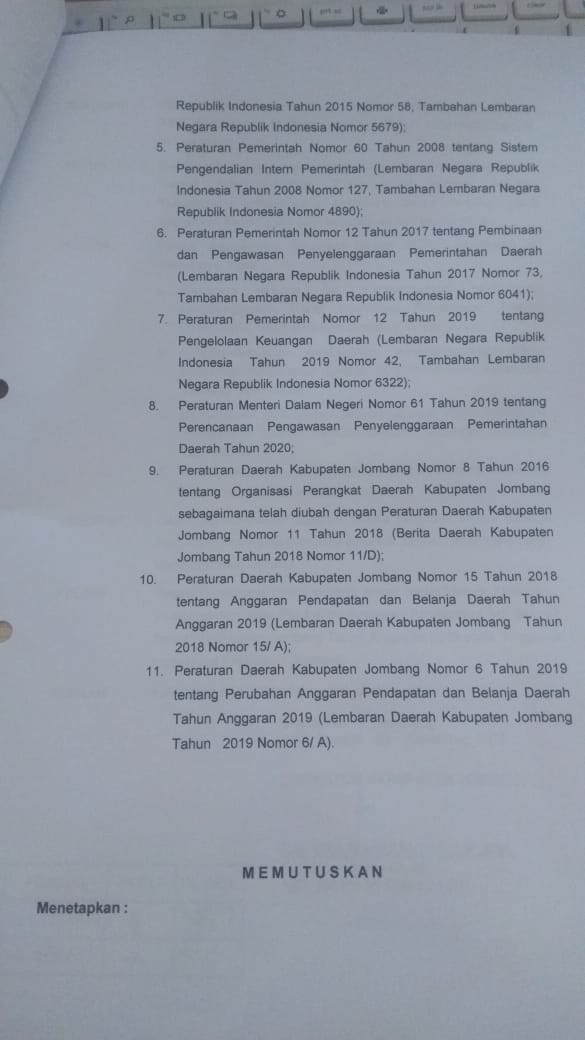 Republik Indonesia Tahun 2015 Nomor 58, Tambahan Lembaran
Negara Republik Indonesia Nomor 5679);
5. Peraturan Pemerintah Nomor 60 Tahun 2008 tentang Sistem
Pengendalian Intern Pemerintah (Lembaran Negara Republik
Indonesia Tahun 2008 Nomor 127, Tambahan Lembaran Negara
Republik Indonesia Nomor 4890);
6. Peraturan Pemerintah Nomor 12 Tahun 2017 tentang Pembinaan
dan Pengawasan Penyelenggaraan Pemerintahan Daerah
(Lembaran Negara Republik Indonesia Tahun 2017 Nomor 73,
Tambahan Lembaran Negara Republik Indonesia Nomor 6041);
7. Peraturan Pemerintah Nomor 12 Tahun 2019 tentang
Pengelolaan Keuangan Daerah (Lembaran Negara Republik
Indonesia Tahun 2019 Nomor 42, Tambahan Lembaran
Negara Republik Indonesia Nomor 6322);
8. Peraturan Menteri Dalam Negeri Nomor 61 Tahun 2019 tentang
Perencanaan Pengawasan Penyelenggaraan Pemerintahan
Daerah Tahun 2020;
9. Peraturan Daerah Kabupaten Jombang Nomor 8 Tahun 2016
tentang Organisasi Perangkat Daerah Kabupaten Jombang
sebagaimana telah diubah dengan Peraturan Daerah Kabupaten
Jombang Nomor 11 Tahun 2018 (Berita Daerah Kabupaten
Jombang Tahun 2018 Nomor 11/D);
10. Peraturan Daerah Kabupaten Jombang Nomor 15 Tahun 2018
tentang Anggaran Pendapatan dan Belanja Daerah Tahun
Anggaran 2019 (Lembaran Daerah Kabupaten Jombang Tahun
2018 Nomor 15/ A);
11. Peraturan Daerah Kabupaten Jombang Nomor 6 Tahun 2019
tentang Perubahan Anggaran Pendapatan dan Belanja Daerah
Tahun Anggaran 2019 (Lembaran Daerah Kabupaten Jombang
Tahun 2019 Nomor 6/ A).
M E M U T U S K A N
Menetapkan :